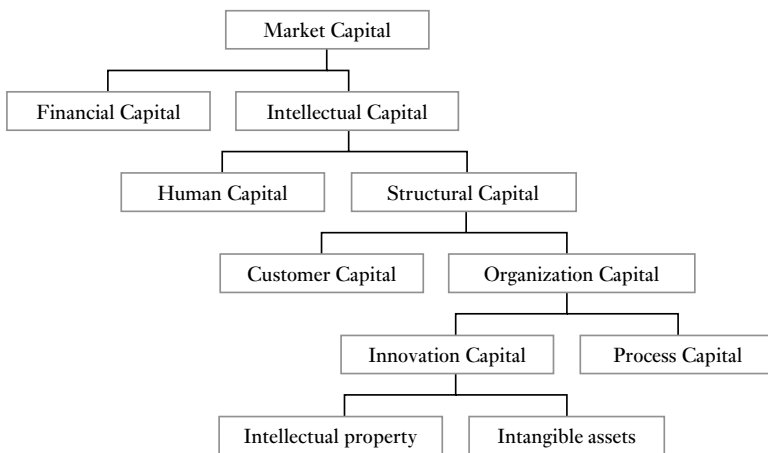 Market Capital
Financial Capital
Intellectual Capital
Human Capital
Structural Capital
Customer Capital
Organization Capital
Innovation Capital
Process Capital
Intellectual property
Intangible assets